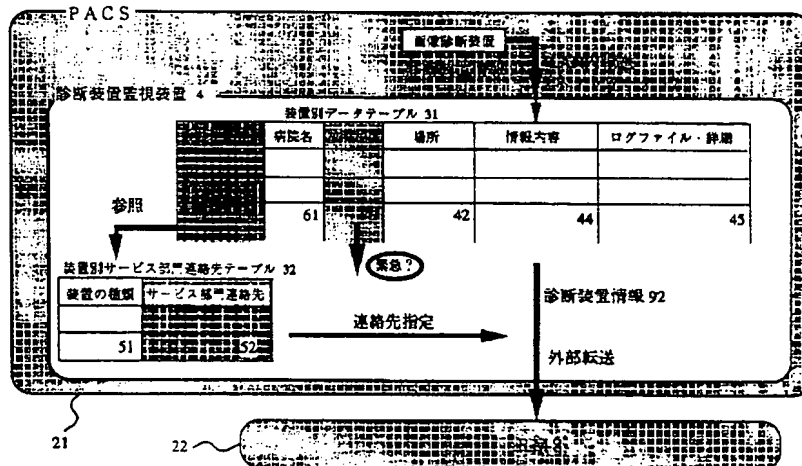 PACS
画像診断装置
診断装置監視装置 4
装置別データテーブル 31
病院名 場所 情報内容 ログファイル・詳細
61 42 44 45
参照
緊急?
装置別サービス部門連絡先テーブル 32
装置の種類 サービス部門連絡先
51 52
連絡先指定
診断装置情報 92
外部転送
21
22